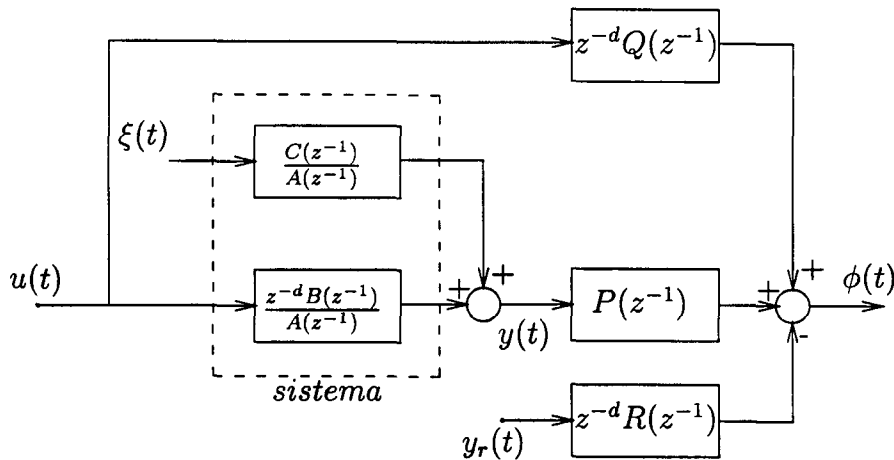 z^{-d}Q(z^{-1})
ξ(t)
C(z^{-1})
A(z^{-1})
+
u(t)
z^{-d}B(z^{-1})
A(z^{-1})
+
+
y(t)
P(z^{-1})
+
ϕ(t)
-
sistema
y_r(t)
z^{-d}R(z^{-1})